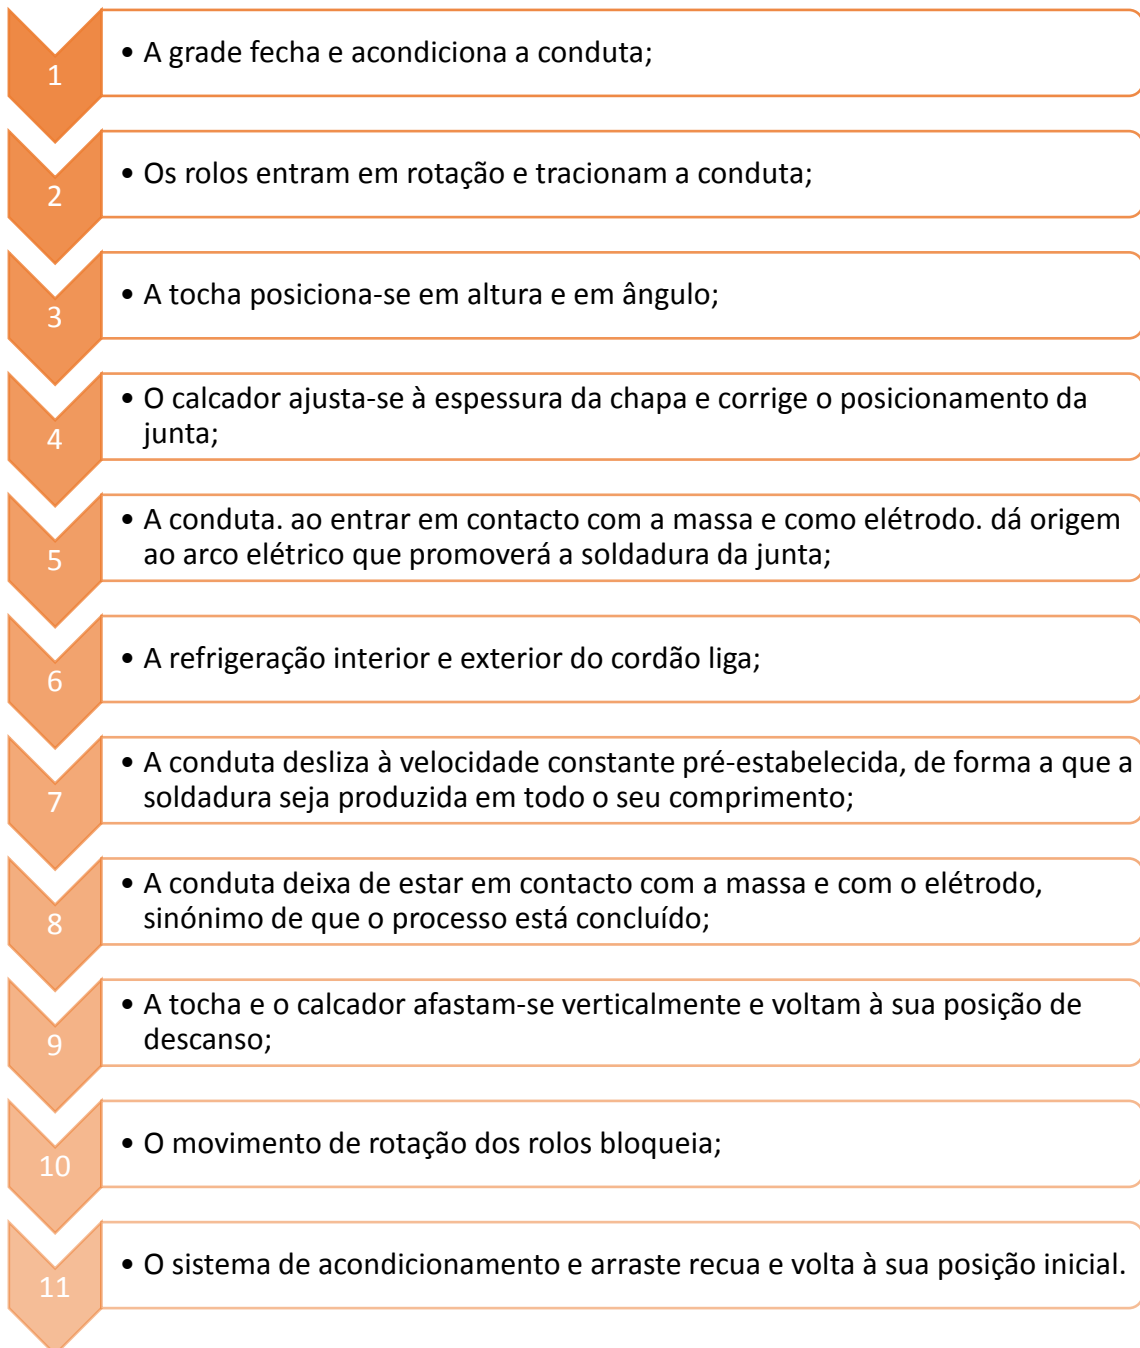 1
• A grade fecha e acondiciona a conduta;
2
• Os rolos entram em rotação e tracionam a conduta;
3
• A tocha posiciona-se em altura e em ângulo;
4
• O calcador ajusta-se à espessura da chapa e corrige o posicionamento da
junta;
5
• A conduta. ao entrar em contacto com a massa e como elétrodo. dá origem
ao arco elétrico que promoverá a soldadura da junta;
6
• A refrigeração interior e exterior do cordão liga;
7
• A conduta desliza à velocidade constante pré-estabelecida, de forma a que a
soldadura seja produzida em todo o seu comprimento;
8
• A conduta deixa de estar em contacto com a massa e com o elétrodo,
sinónimo de que o processo está concluído;
9
• A tocha e o calcador afastam-se verticalmente e voltam à sua posição de
descanso;
10
• O movimento de rotação dos rolos bloqueia;
11
• O sistema de acondicionamento e arraste recua e volta à sua posição inicial.